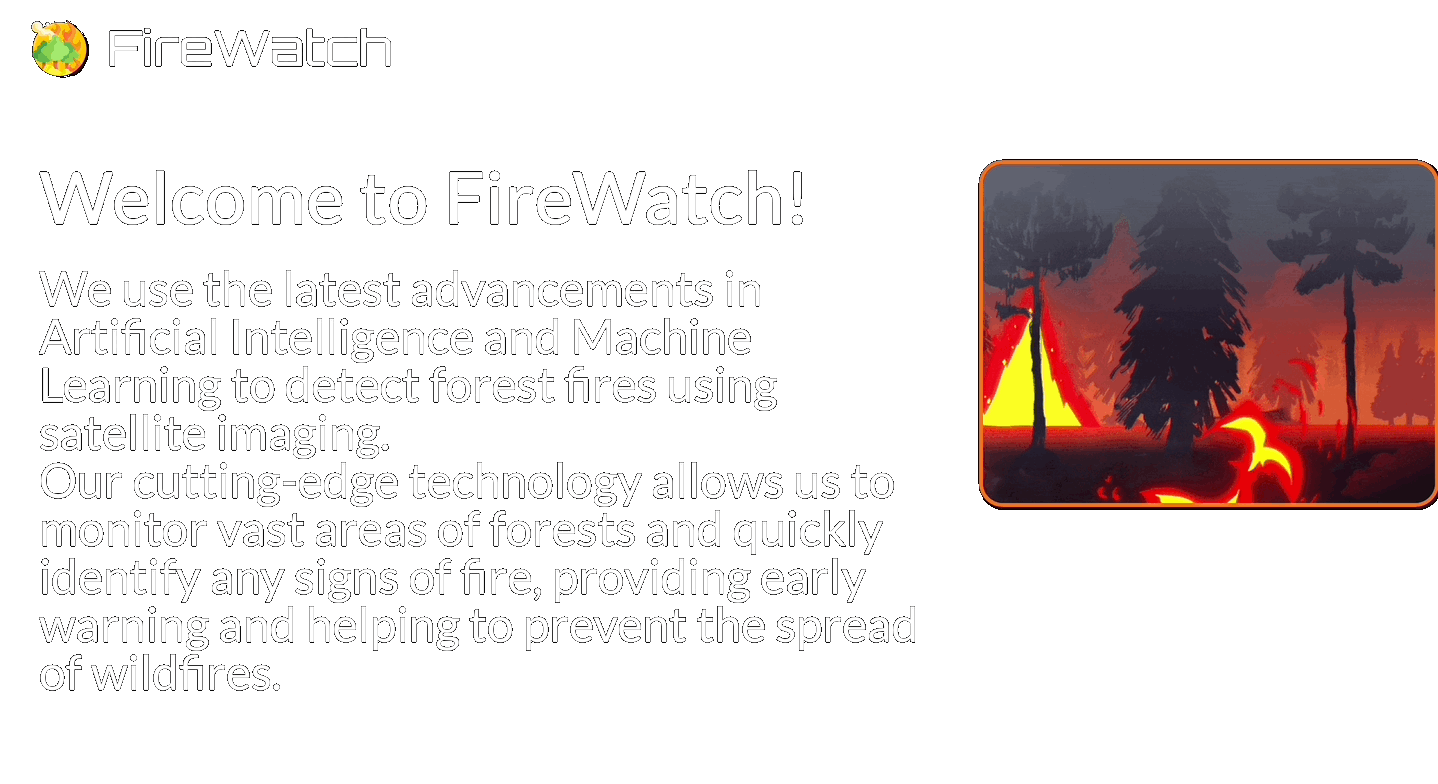 FireWatch
Welcome to FireWatch!
We use the latest advancements in
Artificial Intelligence and Machine
Learning to detect forest fires using
satellite imaging.
Our cutting-edge technology allows us to
monitor vast areas of forests and quickly
identify any signs of fire, providing early
warning and helping to prevent the spread
of wildfires.